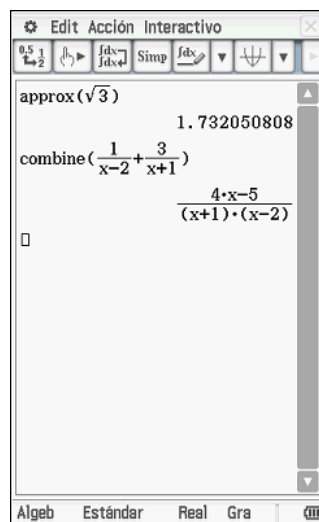 Edit Acción Interactivo
0.5 1 2 ∫dx ∫dx Simp ∫dx
approx(√3)
1.732050808
combine(1/(x−2)+3/(x+1))
4·x−5/((x+1)·(x−2))
Algeb Estándar Real Gra